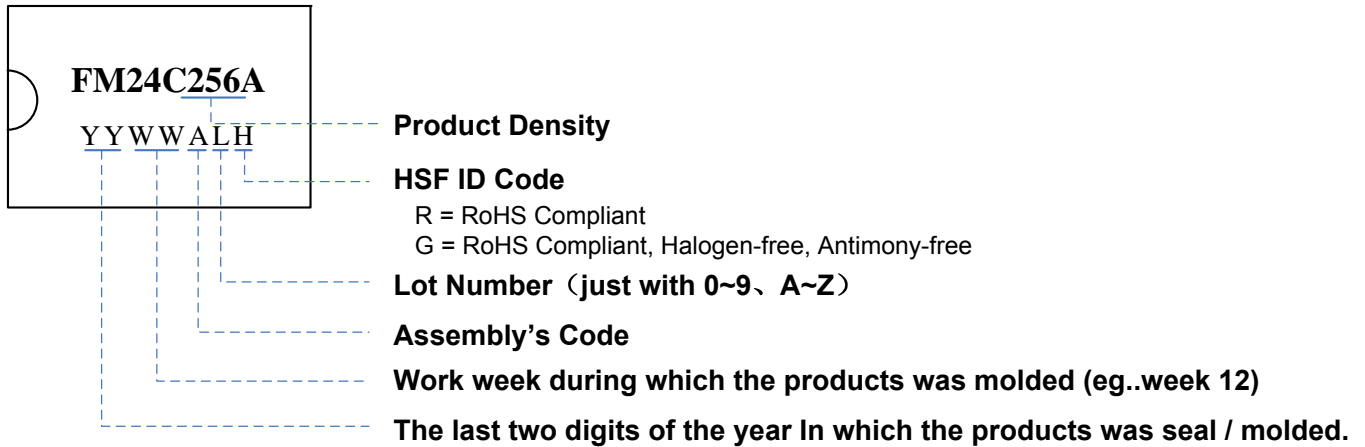 FM24C256A
YYWWALH
Product Density
HSF ID Code
R = RoHS Compliant
G = RoHS Compliant, Halogen-free, Antimony-free
Lot Number（just with 0~9、A~Z）
Assembly’s Code
Work week during which the products was molded (eg..week 12)
The last two digits of the year In which the products was seal / molded.